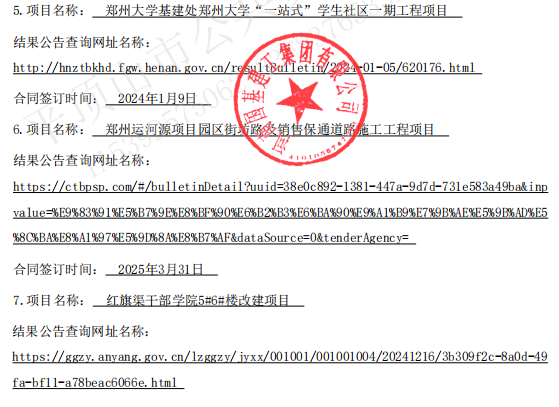 5.项目名称： 郑州大学基建处郑州大学“一站式”学生社区一期工程项目
结果公告查询网址名称：
http://hnztbkhd.fgw.henan.gov.cn/resultbulletin/2024-01-05/620176.html
合同签订时间： 2024年1月9日
6.项目名称： 郑州运河源项目园区街坊路及销售保通道路施工工程项目
结果公告查询网址名称：
https://ctbpsp.com/#/bulletinDetail?uuid=38e0c892-1381-447a-9d7d-731e583a49ba&inp
value=%E9%83%91%E5%B7%9E%E8%BF%90%E6%B2%B3%E6%BA%90%E9%A1%B9%E7%9B%AE%E5%9B%AD%E5
%8C%BA%E8%A1%97%E5%9D%8A%E8%B7%AF&dataSource=0&tenderAgency=
合同签订时间： 2025年3月31日
7.项目名称： 红旗渠干部学院5#6#楼改建项目
结果公告查询网址名称：
https://ggzy.anyang.gov.cn/lzggzy/jyxx/001001/001001004/20241216/3b309f2c-8a0d-49
fa-bf11-a78beac6066e.html